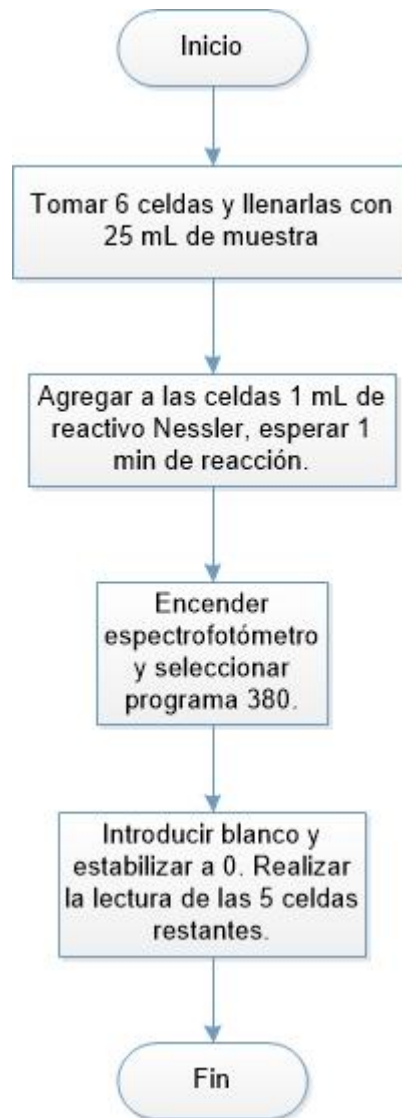 Inicio
Tomar 6 celdas y llenarlas con
25 mL de muestra
Agregar a las celdas 1 mL de
reactivo Nessler, esperar 1
min de reacción.
Encender
espectrofotómetro
y seleccionar
programa 380.
Introducir blanco y
estabilizar a 0. Realizar
la lectura de las 5 celdas
restantes.
Fin